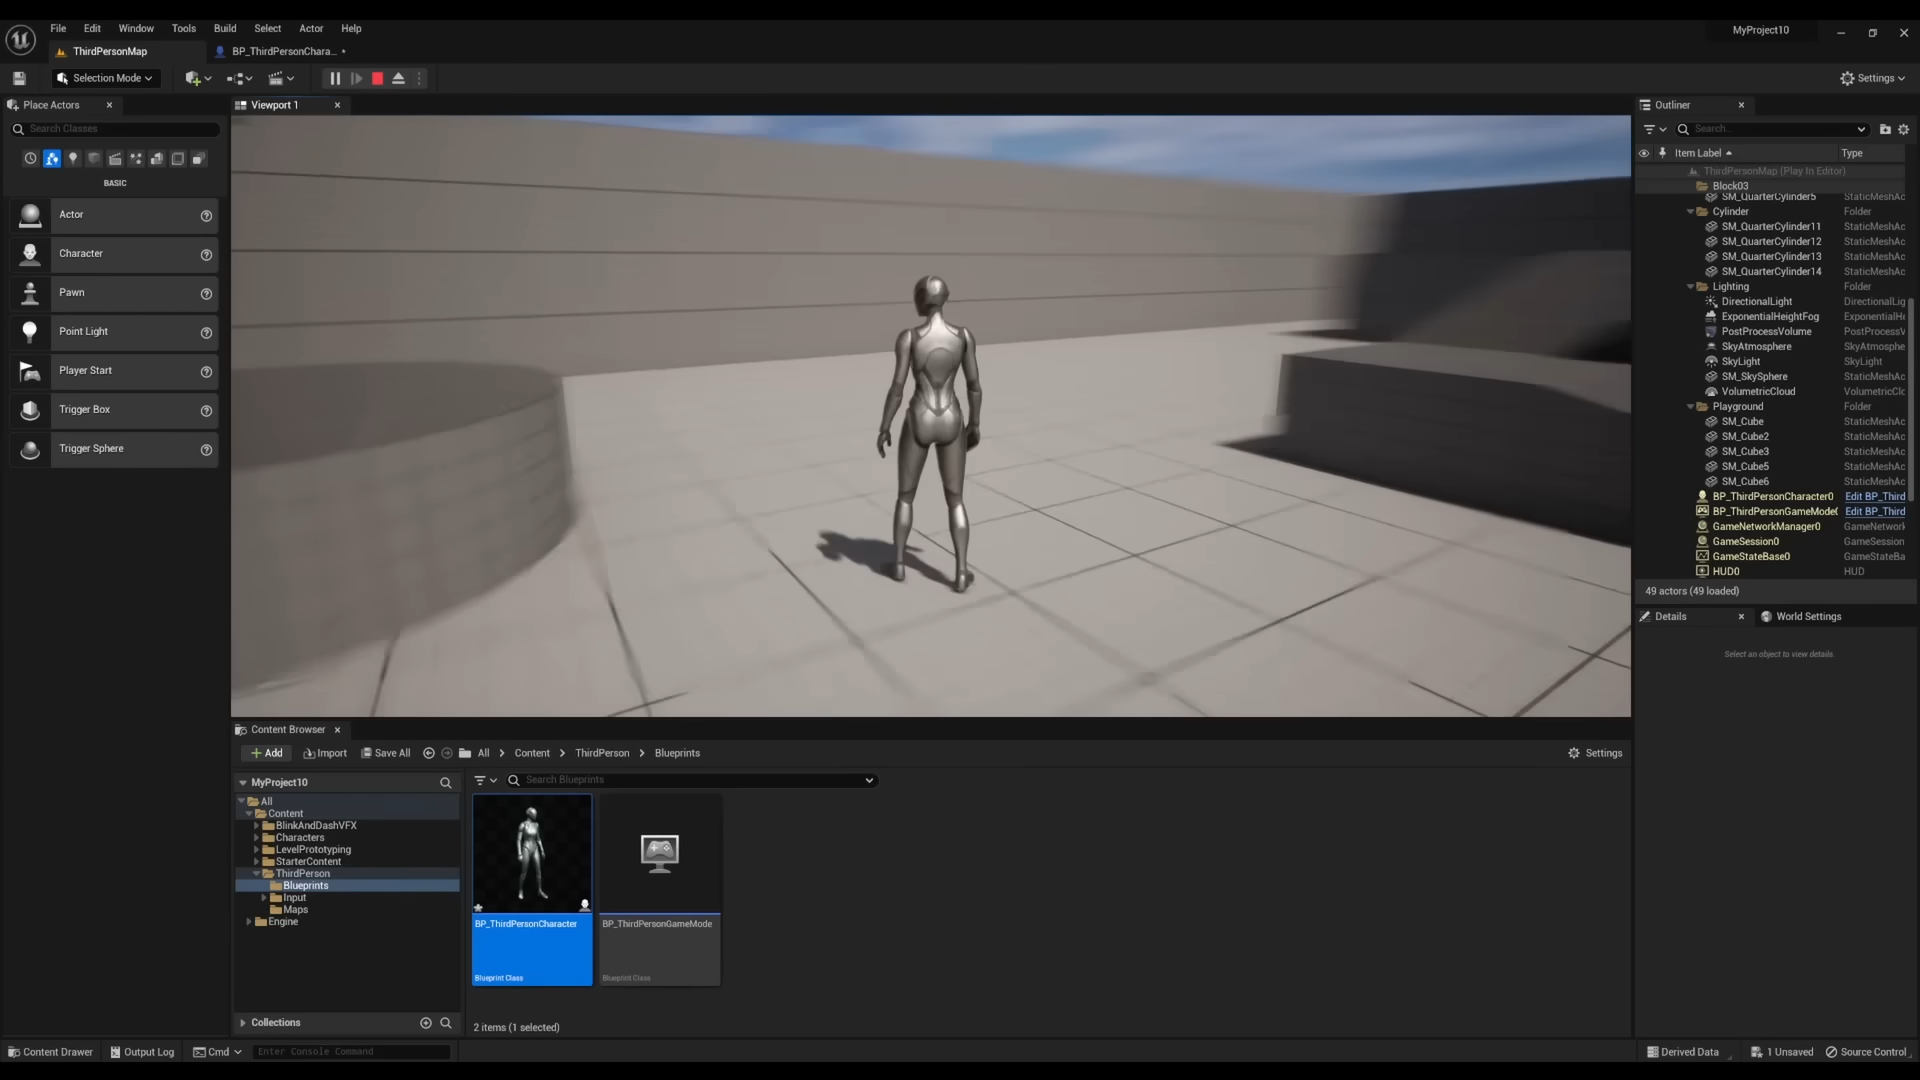 File Edit Window Tools Build Select Actor Help
MyProject10
ThirdPersonMap
BP_ThirdPersonChara... •
Selection Mode
Settings
Place Actors
Search Classes
BASIC
Actor
Character
Pawn
Point Light
Player Start
Trigger Box
Trigger Sphere
Viewport 1
Outliner
Search...
Item Label Type
ThirdPersonMap (Play In Editor)
Block03
SM_QuarterCylinder5 StaticMeshAc
Cylinder Folder
SM_QuarterCylinder11 StaticMeshAc
SM_QuarterCylinder12 StaticMeshAc
SM_QuarterCylinder13 StaticMeshAc
SM_QuarterCylinder14 StaticMeshAc
Lighting Folder
DirectionalLight DirectionalLig
ExponentialHeightFog ExponentialHe
PostProcessVolume PostProcessV
SkyAtmosphere SkyAtmosphe
SkyLight SkyLight
SM_SkySphere StaticMeshAc
VolumetricCloud VolumetricClo
Playground Folder
SM_Cube StaticMeshAc
SM_Cube2 StaticMeshAc
SM_Cube3 StaticMeshAc
SM_Cube5 StaticMeshAc
SM_Cube6 StaticMeshAc
BP_ThirdPersonCharacter0 Edit BP_Third
BP_ThirdPersonGameMode( Edit BP_Third
GameNetworkManager0 GameNetwork
GameSession0 GameSession
GameStateBase0 GameStateBa
HUD0 HUD
49 actors (49 loaded)
Details
World Settings
Select an object to view details.
Content Browser
Add Import Save All All > Content > ThirdPerson > Blueprints
Settings
MyProject10
Search Blueprints
All
Content
BlinkAndDashVFX
Characters
LevelPrototyping
StarterContent
ThirdPerson
Blueprints
Input
Maps
Engine
Collections
BP_ThirdPersonCharacter
Blueprint Class
BP_ThirdPersonGameMode
Blueprint Class
2 items (1 selected)
Content Drawer Output Log Cmd Enter Console Command
Derived Data 1 Unsaved Source Control